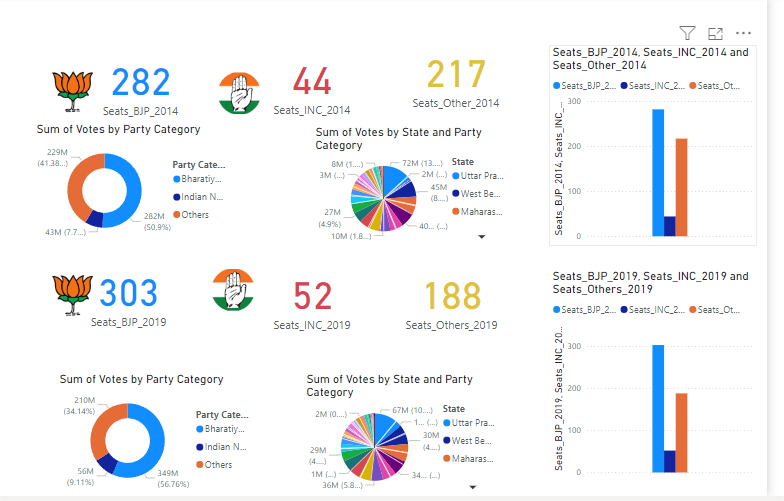 282
Seats_BJP_2014
44
Seats_INC_2014
217
Seats_Other_2014
Seats_BJP_2014, Seats_INC_2014 and
Seats_Other_2014
Seats_BJP_2...
Seats_INC_2...
Seats_Ot...
Seats_BJP_2014, Seats_INC_...
300
200
100
0
Sum of Votes by Party Category
229M
(41.38...)
43M (7.7...)
282M
(50.9%)
Party Cate...
Bharatiy...
Indian N...
Others
Sum of Votes by State and Party
Category
8M (1....)
3M (...)
27M
(4.9%)
10M (1.8...)
72M (13....)
2M (...)
45M
(8....)
40... (...)
State
Uttar Pra...
West Be...
Maharas...
303
Seats_BJP_2019
52
Seats_INC_2019
188
Seats_Others_2019
Seats_BJP_2019, Seats_INC_2019 and
Seats_Others_2019
Seats_BJP_2...
Seats_INC_2...
Seats_Ot...
Seats_BJP_2019, Seats_INC_20...
300
200
100
0
Sum of Votes by Party Category
210M
(34.14%)
56M
(9.11%)
349M
(56.76%)
Party Cate...
Bharatiy...
Indian N...
Others
Sum of Votes by State and Party
Category
2M (0....)
29M
(4....)
1M (...)
36M (5.8...)
67M (10....)
1... (...)
30M
(4....)
34... (...)
State
Uttar Pra...
West Be...
Maharas...